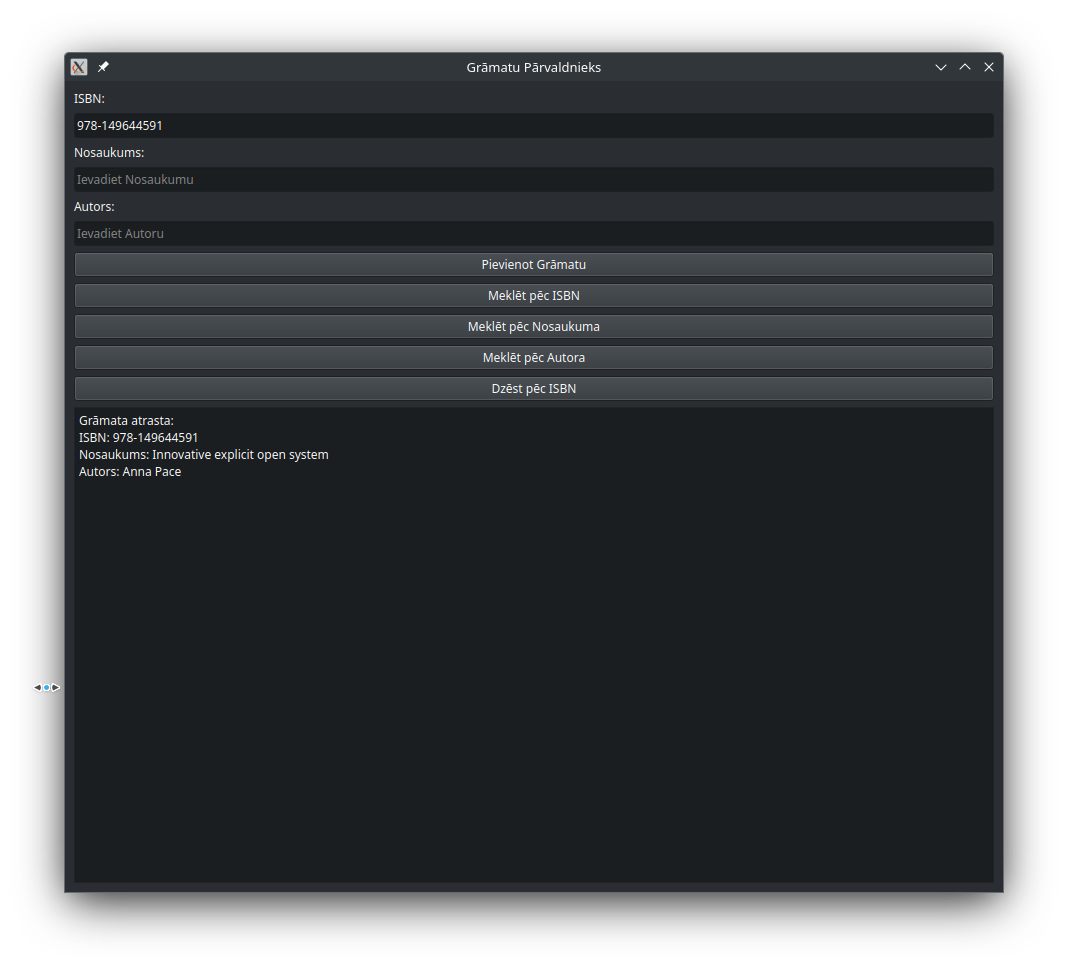 Grāmatu Pārvaldnieks
ISBN:
978-149644591
Nosaukums:
Ievadiet Nosaukumu
Autors:
Ievadiet Autoru
Pievienot Grāmatu
Meklēt pēc ISBN
Meklēt pēc Nosaukuma
Meklēt pēc Autora
Dzēst pēc ISBN
Grāmata atrasta:
ISBN: 978-149644591
Nosaukums: Innovative explicit open system
Autors: Anna Pace